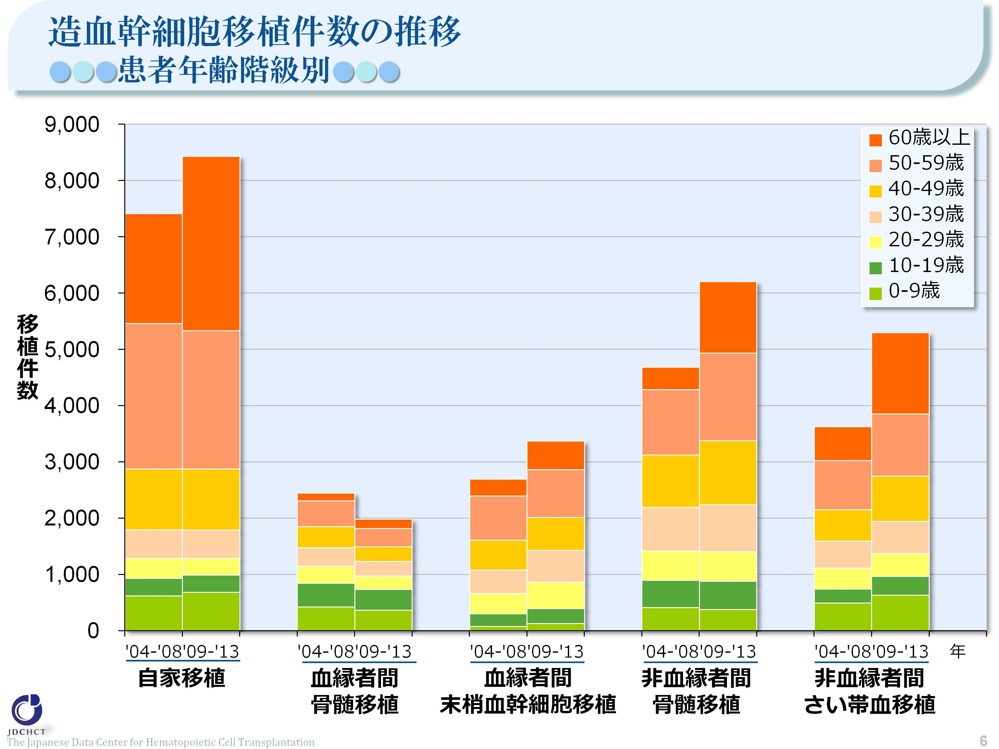 造血幹細胞移植件数の推移
患者年齢階級別
9,000
8,000
7,000
6,000
5,000
4,000
3,000
2,000
1,000
0
移植件数
60歳以上
50-59歳
40-49歳
30-39歳
20-29歳
10-19歳
0-9歳
'04-'08 '09-'13 '04-'08 '09-'13 '04-'08 '09-'13 '04-'08 '09-'13 '04-'08 '09-'13 年
自家移植
血縁者間
骨髄移植
血縁者間
末梢血幹細胞移植
非血縁者間
骨髄移植
非血縁者間
さい帯血移植
JDCHCT
The Japanese Data Center for Hematopoietic Cell Transplantation
6